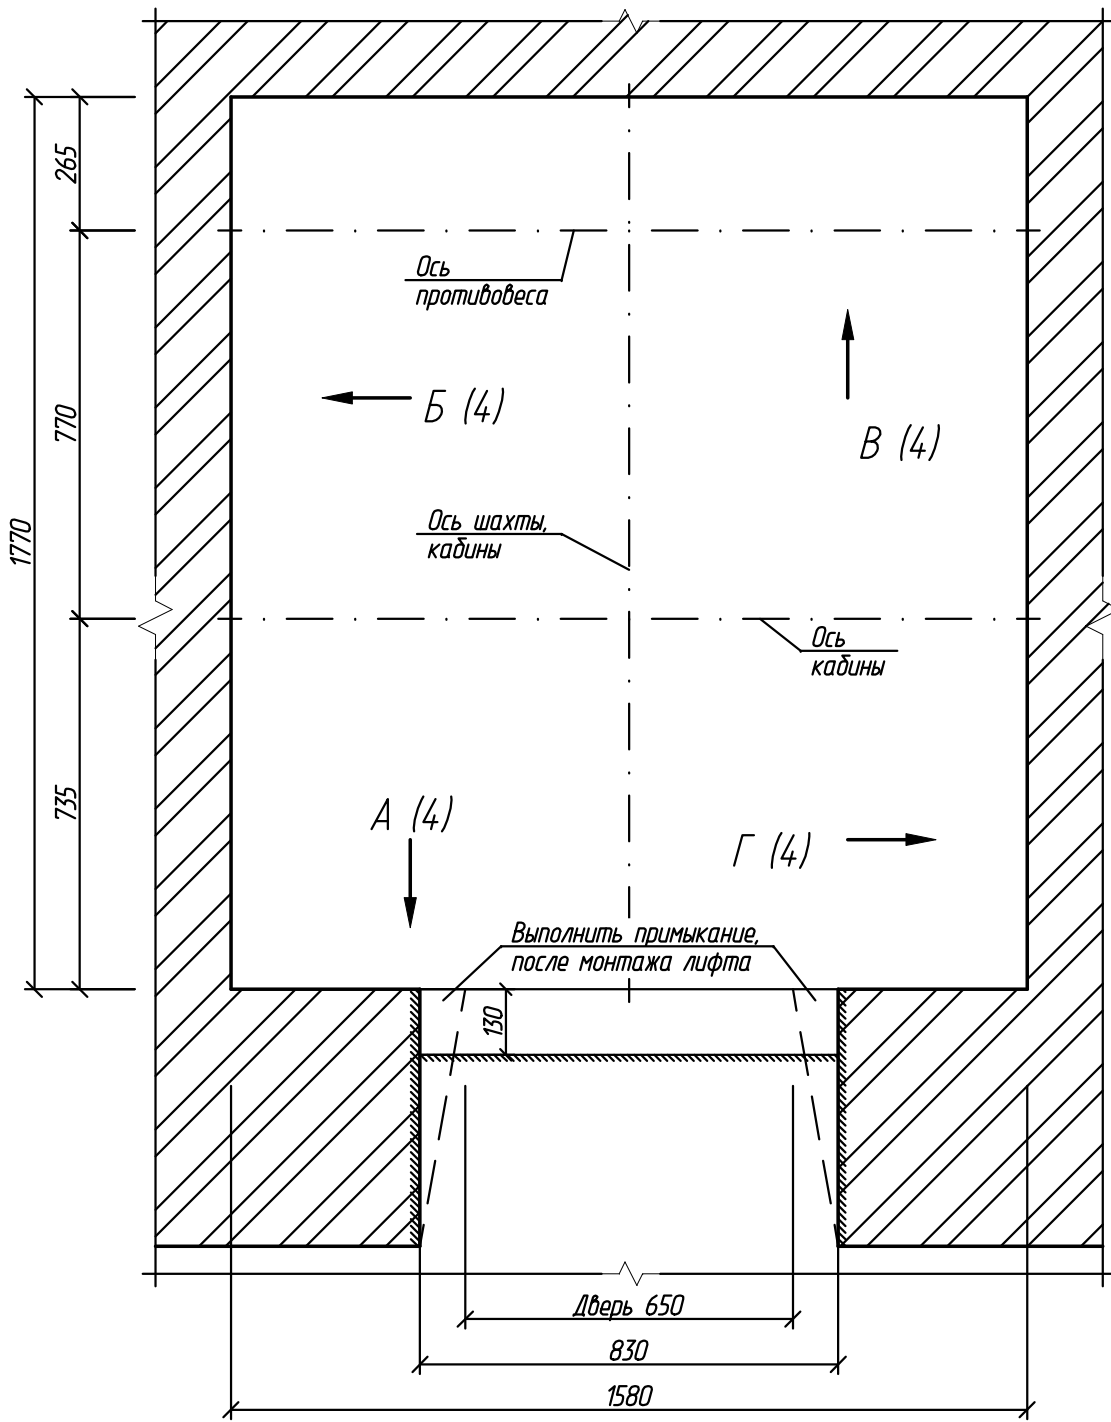 265
Ось
противовеса
Б (4)
770
В (4)
1770
Ось шахты,
кабины
Ось
кабины
735
А (4)
Г (4)
Выполнить примыкание,
после монтажа лифта
130
Дверь 650
830
1580